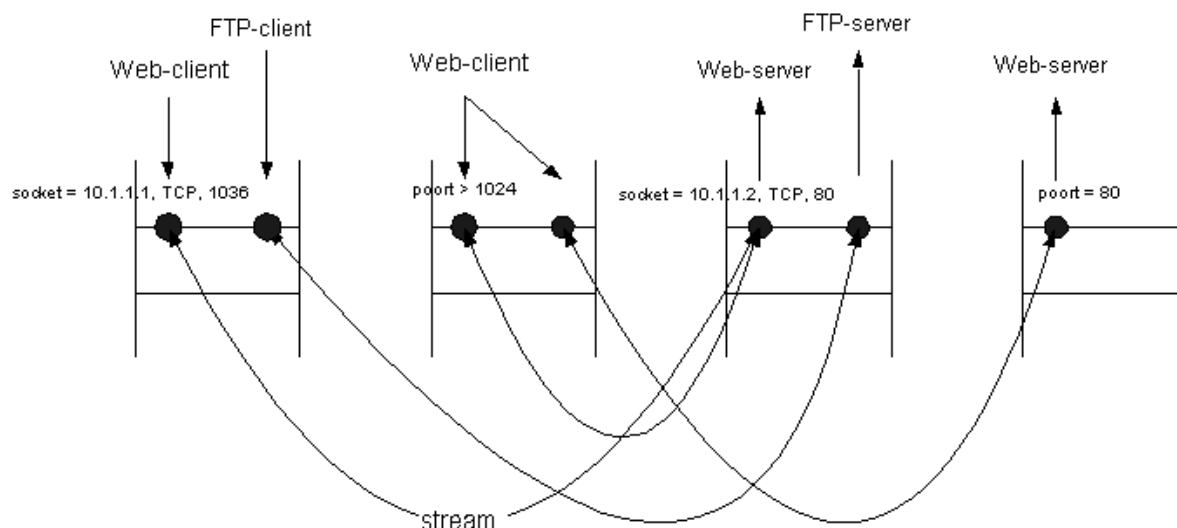 FTP-client
FTP-server
Web-client
Web-client
Web-server
Web-server
socket = 10.1.1.1, TCP, 1036
poort > 1024
socket = 10.1.1.2, TCP, 80
poort = 80
stream